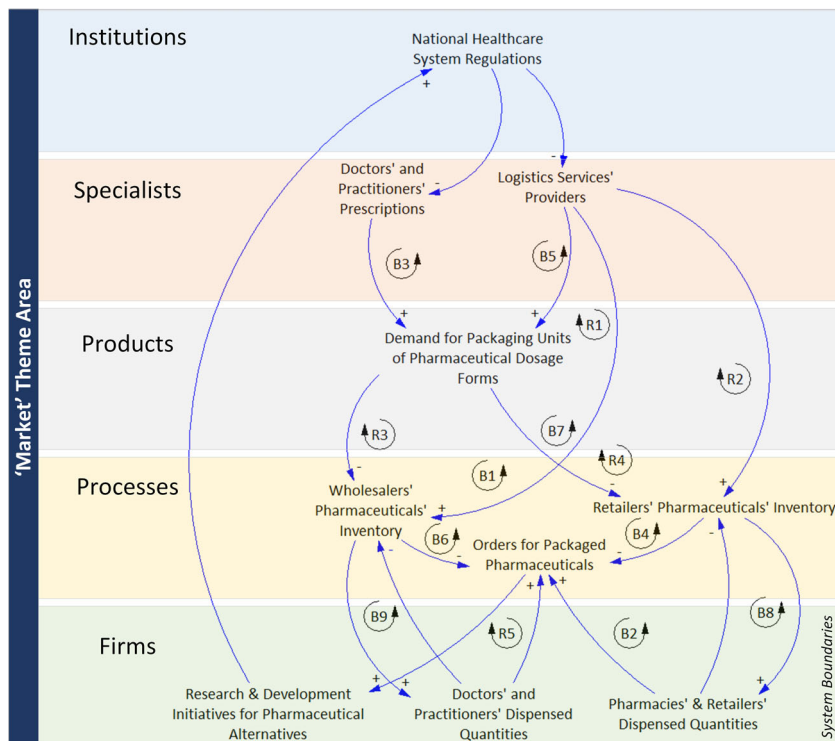 'Market' Theme Area
Institutions
National Healthcare
System Regulations
+
-
Specialists
Doctors' and
Practitioners'
Prescriptions
-
Logistics Services'
Providers
B3
B5
+
+
R1
Products
Demand for Packaging Units
of Pharmaceutical Dosage
Forms
R2
R3
B7
-
B1
R4
-
+
Processes
Wholesalers'
Pharmaceuticals'
Inventory
+
Retailers' Pharmaceuticals' Inventory
B6
B4
-
-
-
-
Orders for Packaged
Pharmaceuticals
+
+
+
Firms
B9
R5
B2
B8
+
+
+
Research & Development
Initiatives for Pharmaceutical
Alternatives
Doctors' and
Practitioners' Dispensed
Quantities
Pharmacies' & Retailers'
Dispensed Quantities
System Boundaries